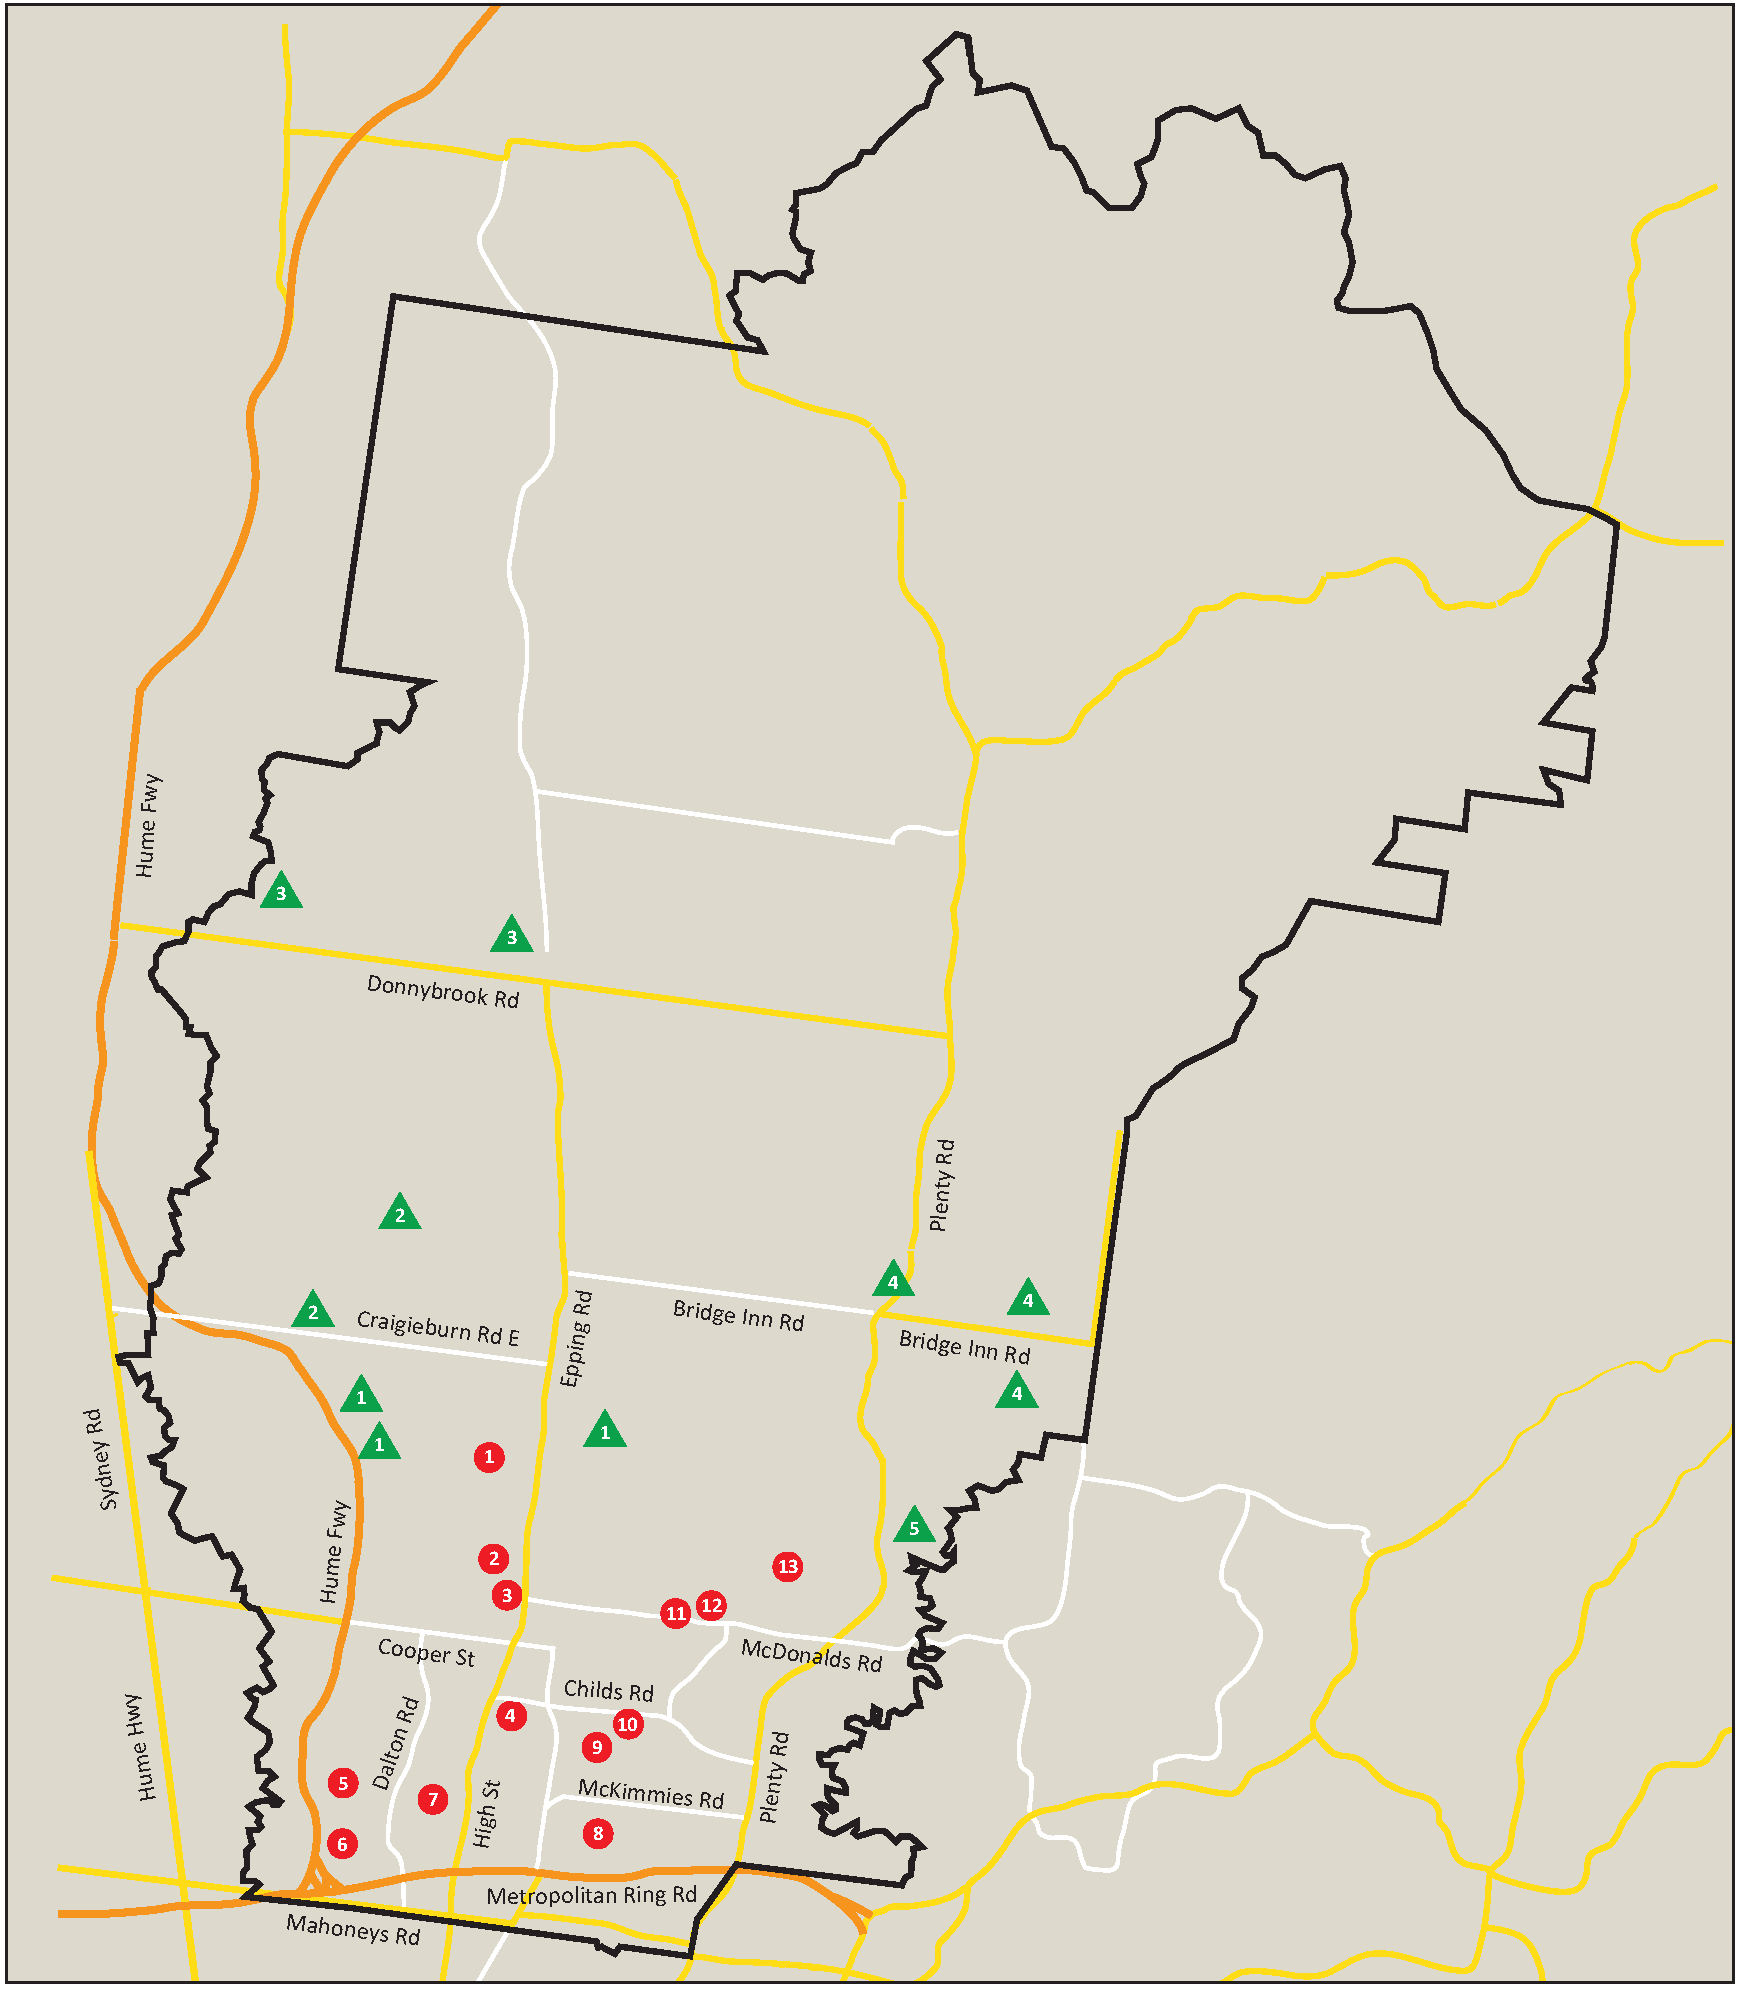 Hume Fwy
3
3
Donnybrook Rd
Plenty Rd
2
4
4
2
Craigieburn Rd E
Bridge Inn Rd
Bridge Inn Rd
Epping Rd
1
4
1
1
1
Sydney Rd
Hume Fwy
5
2
13
3
11
12
Cooper St
McDonalds Rd
Childs Rd
4
10
9
Hume Hwy
Dalton Rd
Plenty Rd
5
7
High St
McKimmies Rd
6
8
Metropolitan Ring Rd
Mahoneys Rd